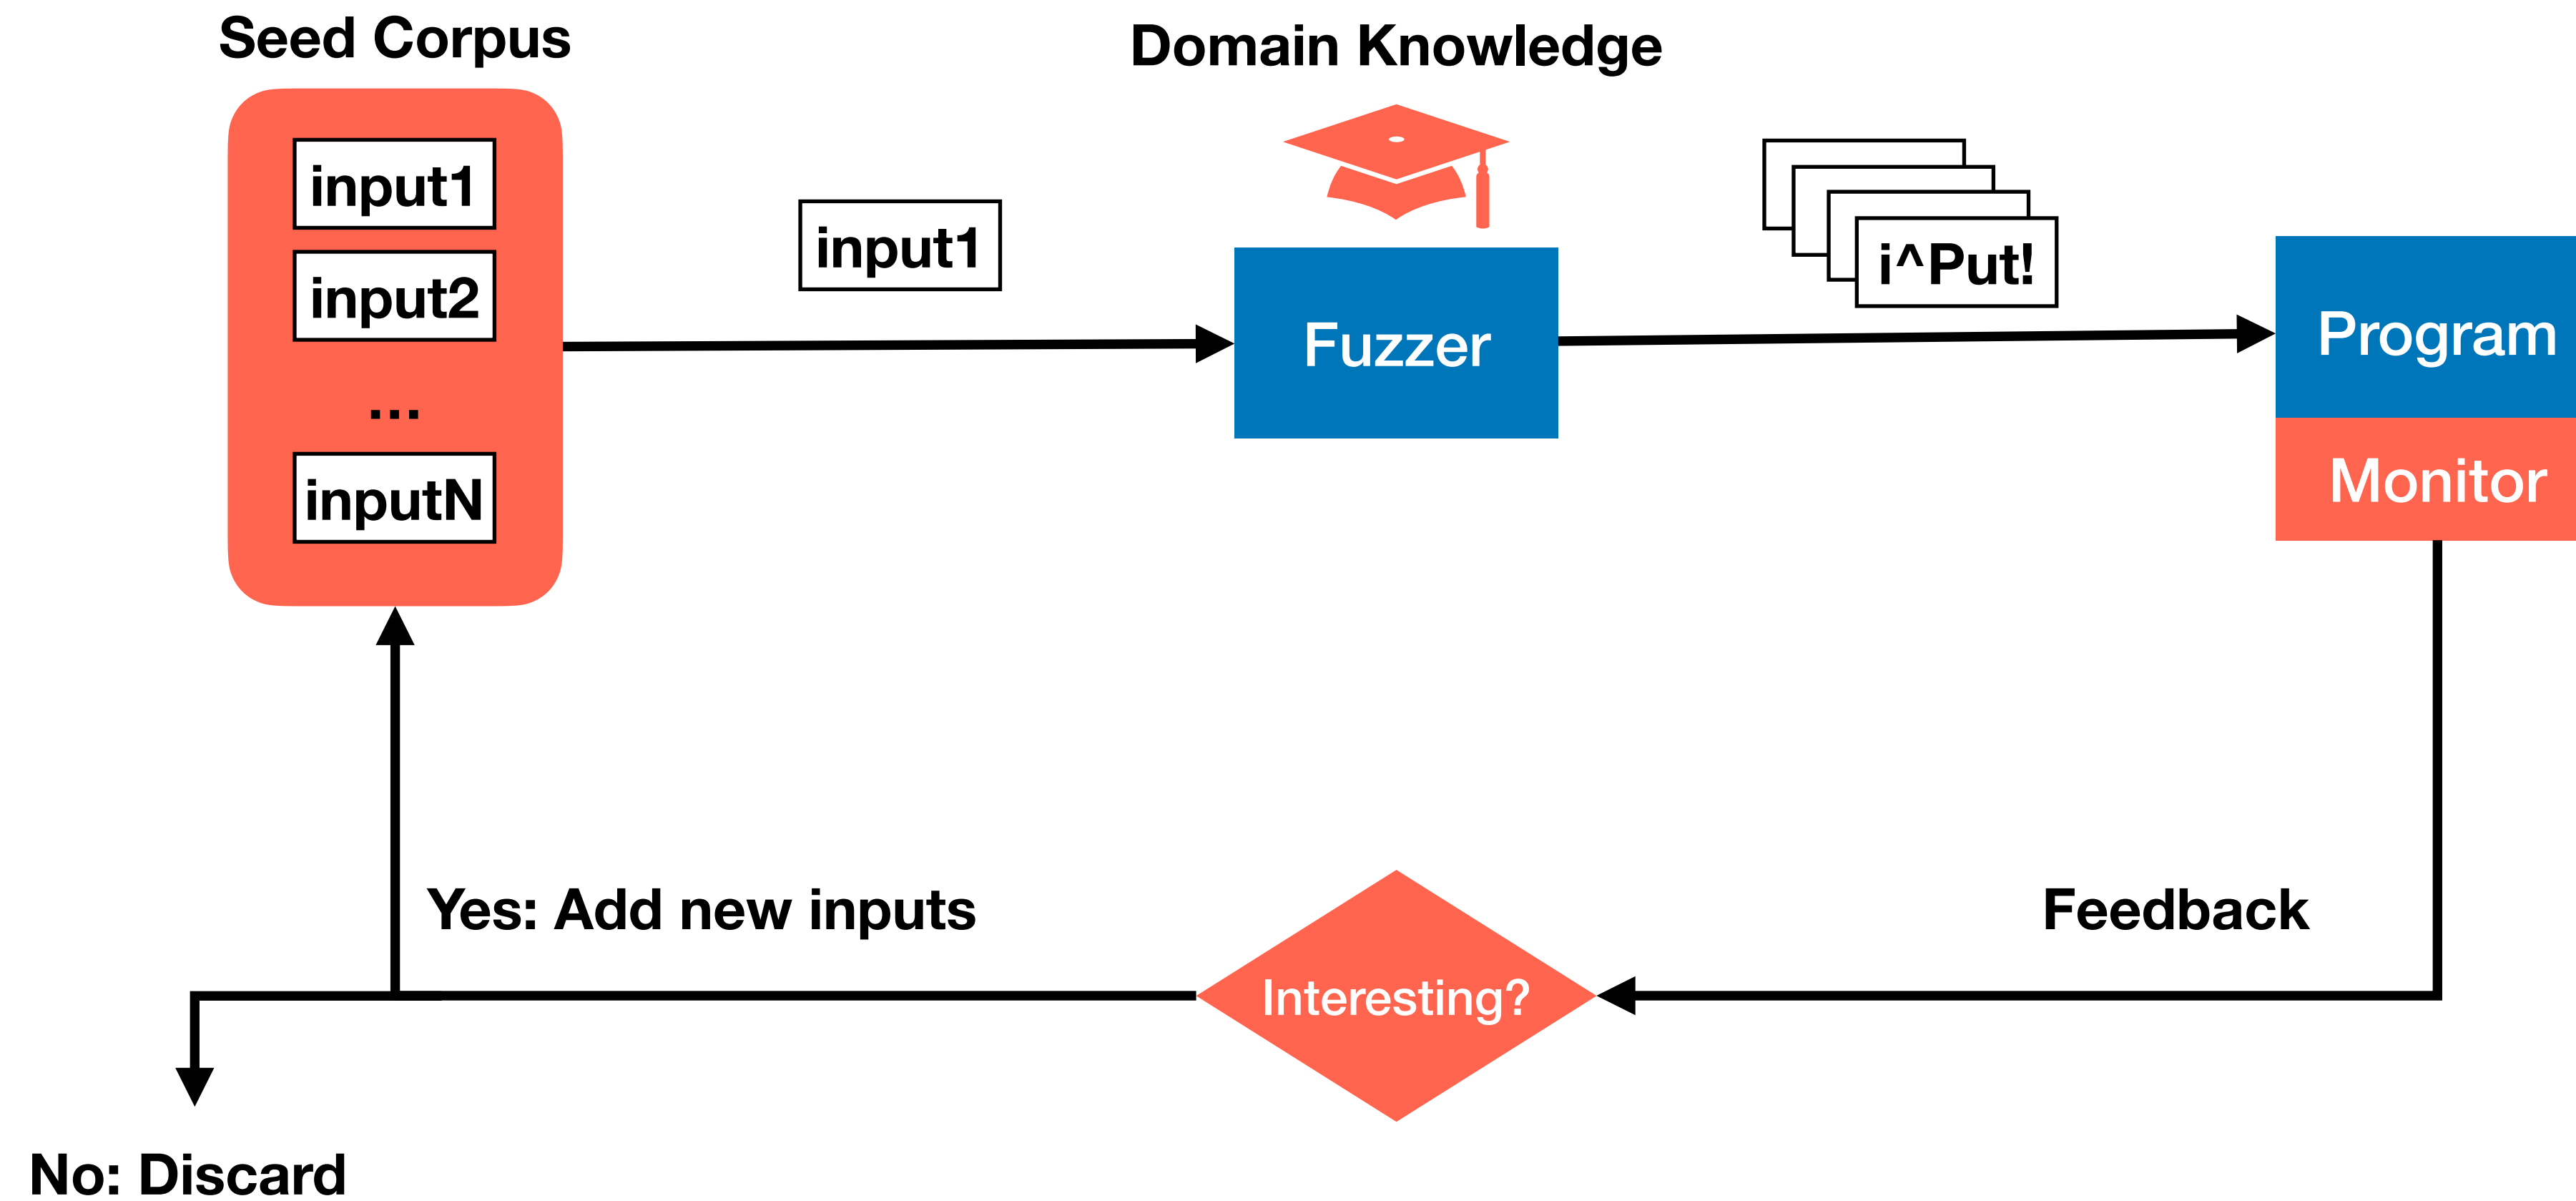 Seed Corpus
Domain Knowledge
input1
input2
...
inputN
input1
Fuzzer
i^Put!
Program
Monitor
Feedback
Interesting?
Yes: Add new inputs
No: Discard